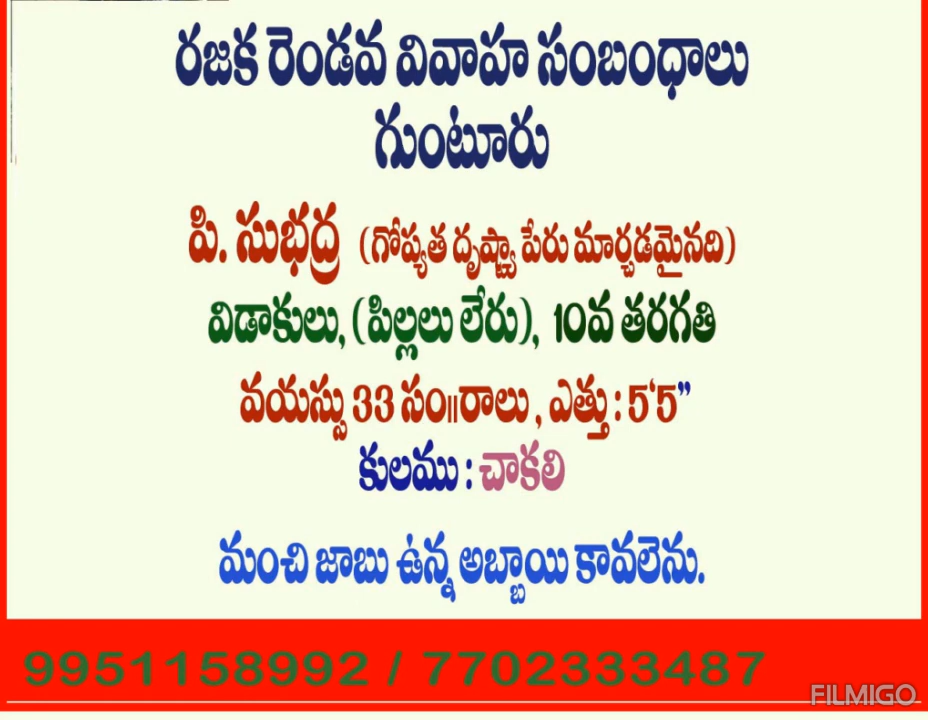 రజక రెండవ వివాహ సంబంధాలు
గుంటూరు
పి. సుభద్ర (గోప్యత దృష్ట్యా పేరు మార్చడమైనది)
విడాకులు, (పిల్లలు లేరు), 10వ తరగతి
వయస్సు 33 సం॥రాలు, ఎత్తు : 5‘5”
కులము : చాకలి
మంచి జాబు ఉన్న అబ్బాయి కావలెను.
9951158992 / 7702333487
FILMIGO